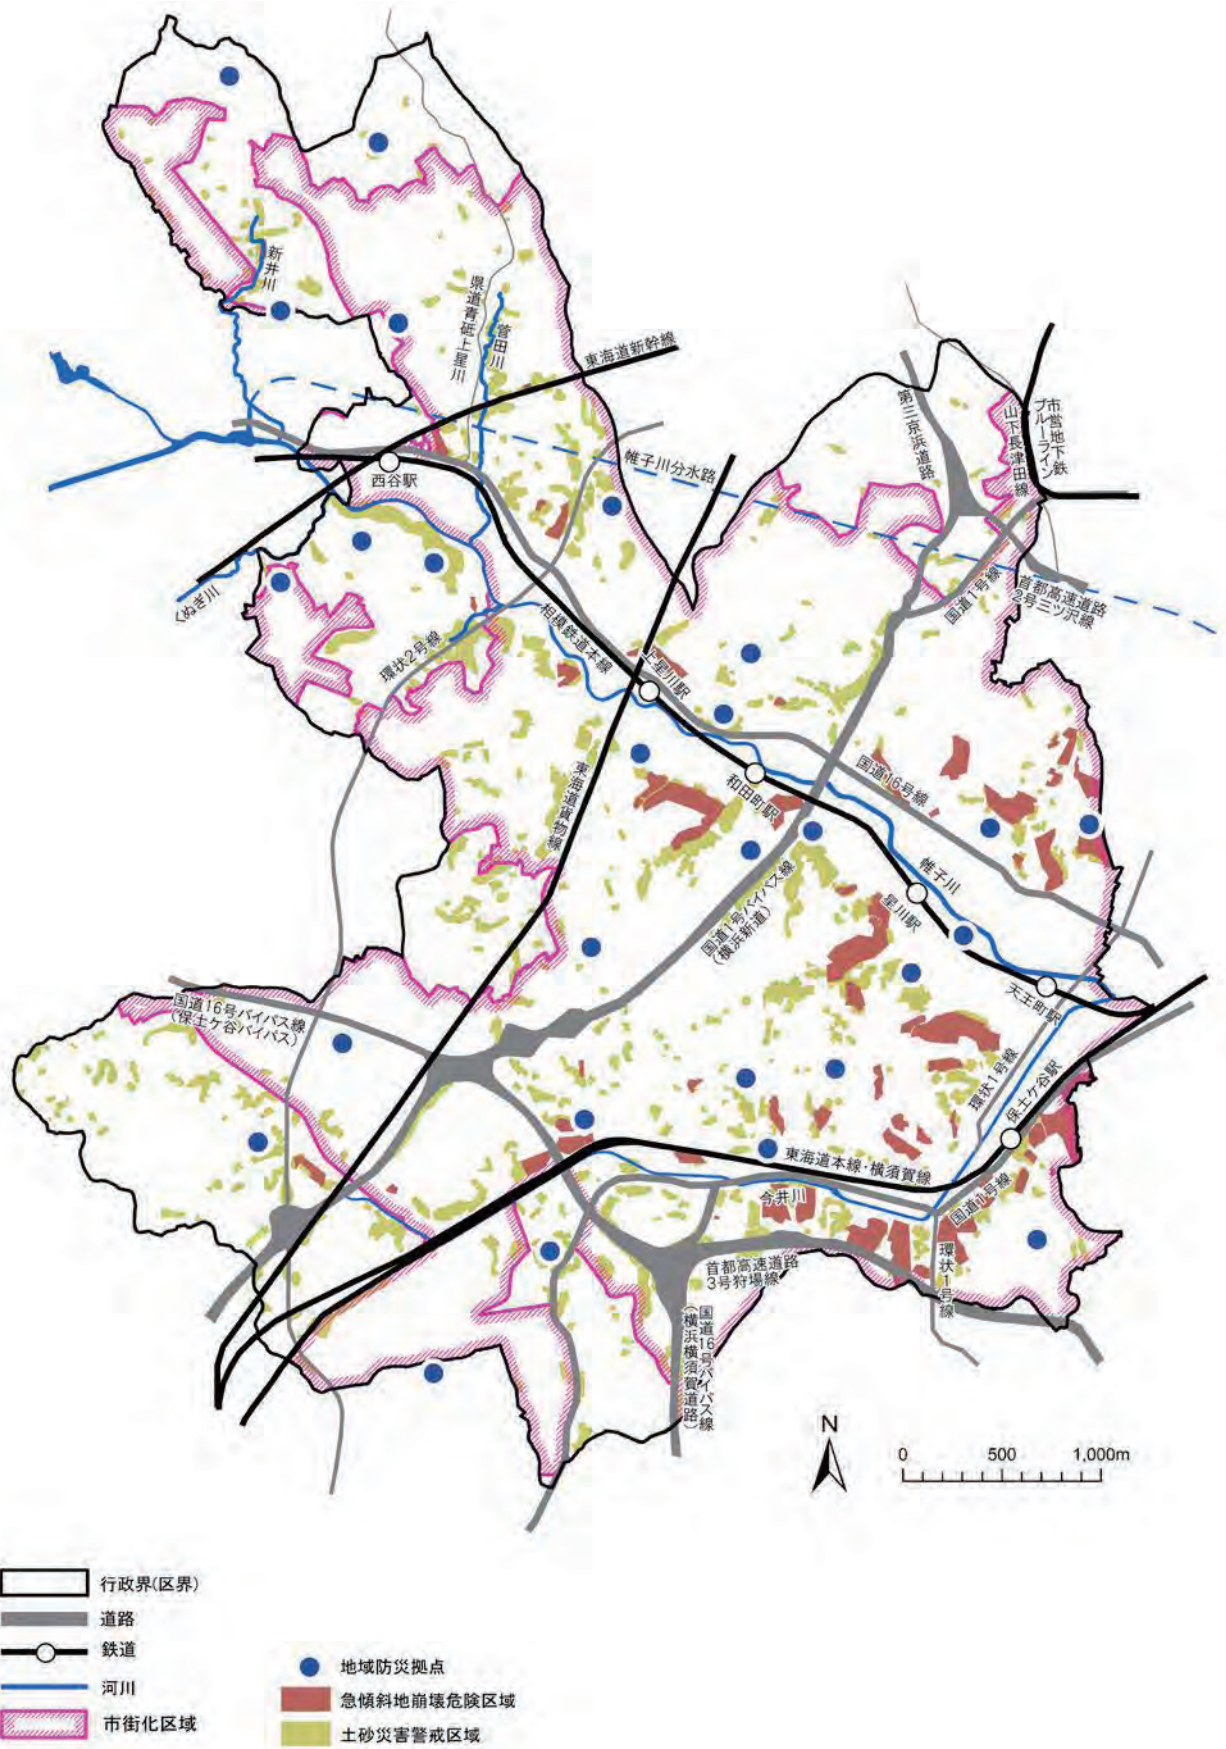 新井川
県道青砥上星川
菅田川
東海道新幹線
第三京浜道路
山下長津田線
市営地下鉄
ブルーライン
帷子川分水路
西谷駅
くぬぎ川
環状2号線
相模鉄道本線
上星川駅
国道1号線
首都高速道路
2号三ツ沢線
東海道貨物線
和田町駅
国道16号線
帷子川
星川駅
国道1号バイパス線
(横浜新道)
天王町駅
国道16号バイパス線
(保土ケ谷バイパス)
環状1号線
保土ケ谷駅
東海道本線・横須賀線
今井川
国道1号線
環状1号線
首都高速道路
3号狩場線
国道16号バイパス線
(横浜横須賀道路)
N
0 500 1,000m
行政界(区界)
道路
鉄道
河川
市街化区域
地域防災拠点
急傾斜地崩壊危険区域
土砂災害警戒区域